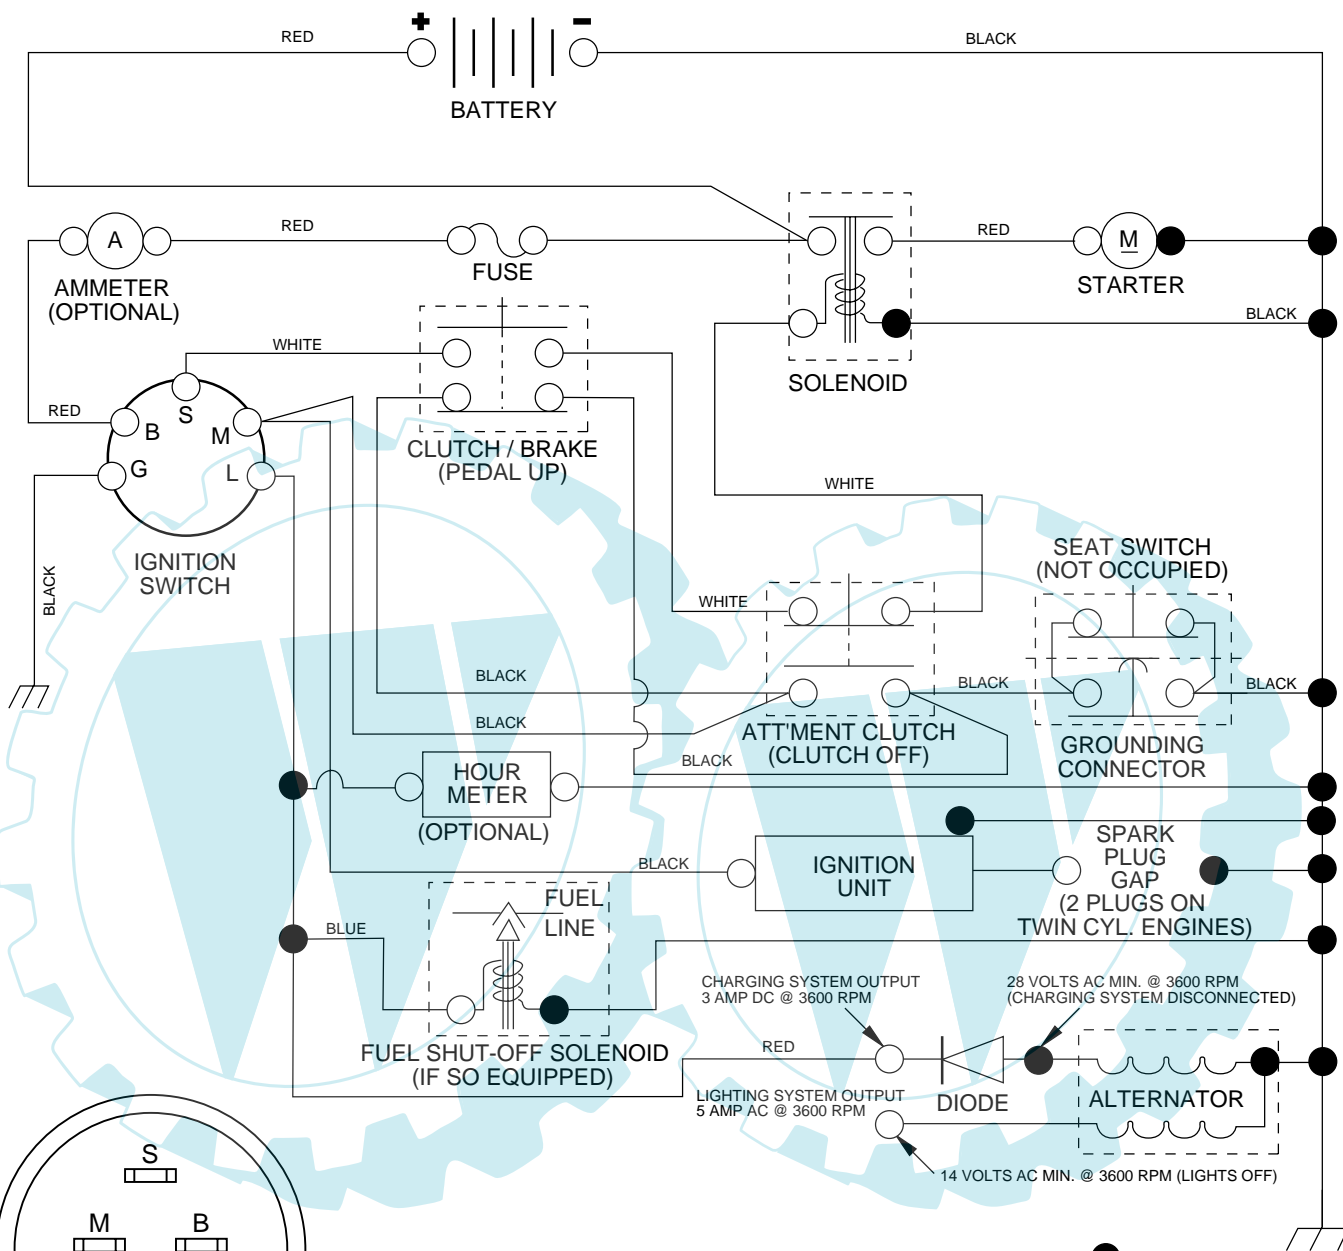 + −
RED
BLACK
BATTERY
A
RED
FUSE
RED
M
STARTER
AMMETER
(OPTIONAL)
BLACK
WHITE
SOLENOID
RED
S
B
M
G
L
CLUTCH / BRAKE
(PEDAL UP)
WHITE
IGNITION
SWITCH
BLACK
SEAT SWITCH
(NOT OCCUPIED)
WHITE
BLACK
BLACK
BLACK
BLACK
ATT'MENT CLUTCH
(CLUTCH OFF)
GROUNDING
CONNECTOR
BLACK
HOUR
METER
(OPTIONAL)
BLACK
IGNITION
UNIT
SPARK
PLUG
GAP
(2 PLUGS ON
TWIN CYL. ENGINES)
FUEL
LINE
BLUE
CHARGING SYSTEM OUTPUT
3 AMP DC @ 3600 RPM
28 VOLTS AC MIN. @ 3600 RPM
(CHARGING SYSTEM DISCONNECTED)
FUEL SHUT-OFF SOLENOID
(IF SO EQUIPPED)
RED
LIGHTING SYSTEM OUTPUT
5 AMP AC @ 3600 RPM
DIODE
ALTERNATOR
14 VOLTS AC MIN. @ 3600 RPM (LIGHTS OFF)
S
M B